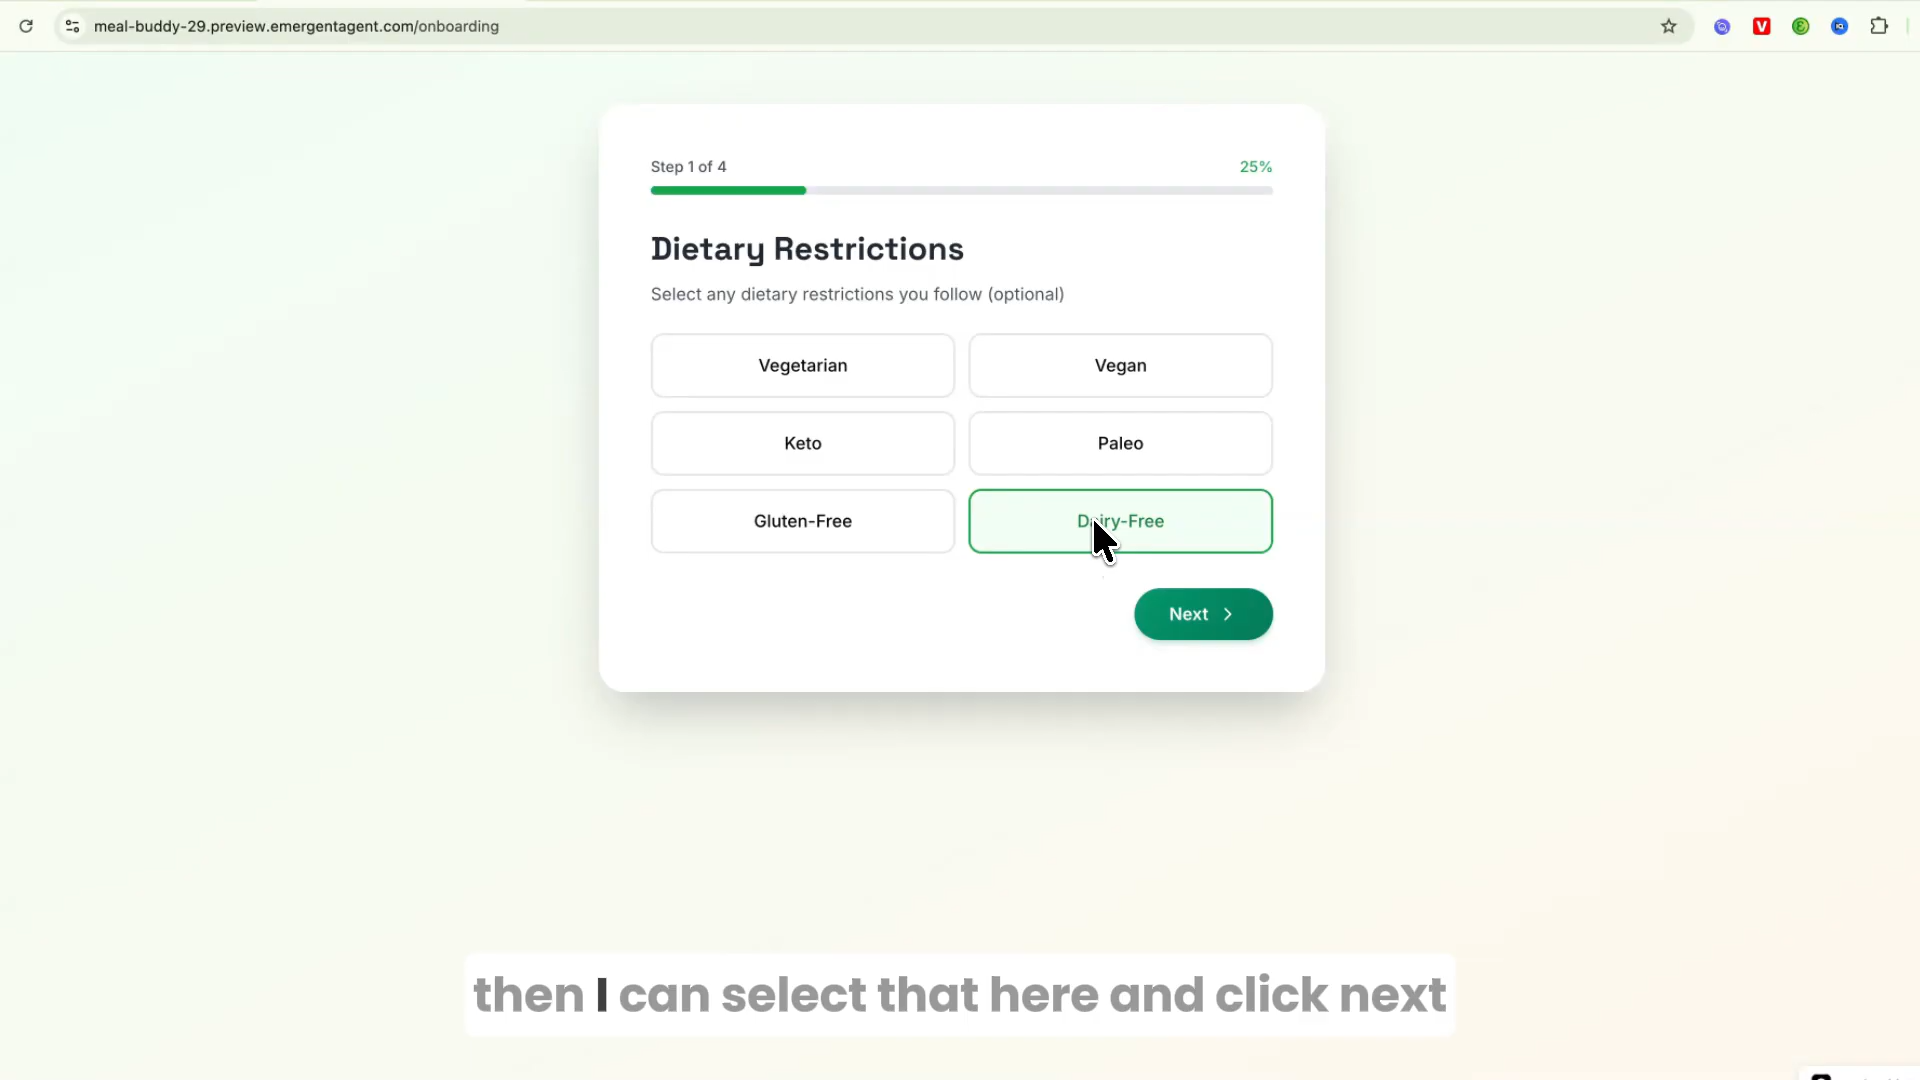 meal-buddy-29.preview.emergentagent.com/onboarding
Step 1 of 4
25%
Dietary Restrictions
Select any dietary restrictions you follow (optional)
Vegetarian
Vegan
Keto
Paleo
Gluten-Free
Dairy-Free
Next
then I can select that here and click next